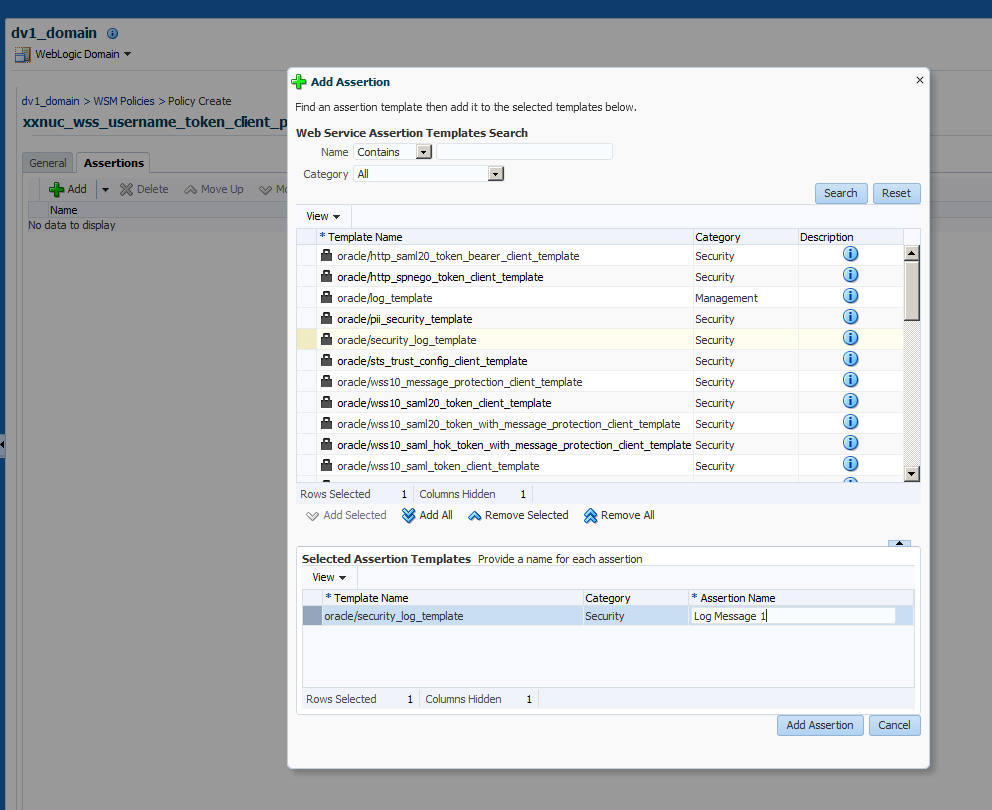 dv1_domain
WebLogic Domain
dv1_domain > WSM Policies > Policy Create
xxnuc_wss_username_token_client_p
General Assertions
Add Delete Move Up Mo
Name
No data to display
Add Assertion
Find an assertion template then add it to the selected templates below.
Web Service Assertion Templates Search
Name Contains
Category All
Search Reset
View
* Template Name Category Description
oracle/http_saml20_token_bearer_client_template Security
oracle/http_spnego_token_client_template Security
oracle/log_template Management
oracle/pii_security_template Security
oracle/security_log_template Security
oracle/sts_trust_config_client_template Security
oracle/wss10_message_protection_client_template Security
oracle/wss10_saml20_token_client_template Security
oracle/wss10_saml20_token_with_message_protection_client_template Security
oracle/wss10_saml_hok_token_with_message_protection_client_template Security
oracle/wss10_saml_token_client_template Security
Rows Selected 1 Columns Hidden 1
Add Selected Add All Remove Selected Remove All
Selected Assertion Templates Provide a name for each assertion
View
* Template Name Category * Assertion Name
oracle/security_log_template Security Log Message 1
Rows Selected 1 Columns Hidden 1
Add Assertion Cancel